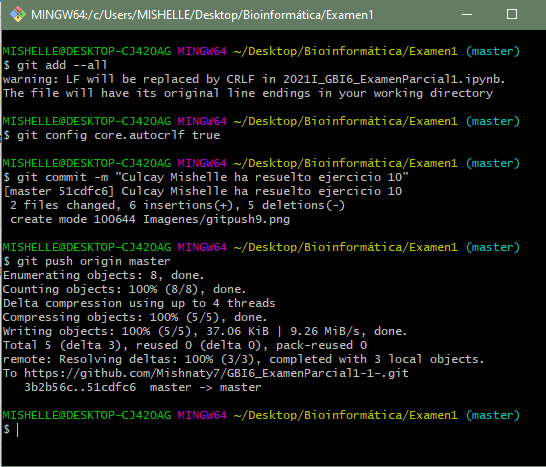 MINGW64:/c/Users/MISHELLE/Desktop/Bioinformática/Examen1
MISHELLE@DESKTOP-CJ42OAG MINGW64 ~/Desktop/Bioinformática/Examen1 (master)
$ git add --all
warning: LF will be replaced by CRLF in 2021I_GBI6_ExamenParcial1.ipynb.
The file will have its original line endings in your working directory
MISHELLE@DESKTOP-CJ42OAG MINGW64 ~/Desktop/Bioinformática/Examen1 (master)
$ git config core.autocrlf true
MISHELLE@DESKTOP-CJ42OAG MINGW64 ~/Desktop/Bioinformática/Examen1 (master)
$ git commit -m "Culcay Mishelle ha resuelto ejercicio 10"
[master 51cdfc6] Culcay Mishelle ha resuelto ejercicio 10
 2 files changed, 6 insertions(+), 5 deletions(-)
 create mode 100644 Imagenes/gitpush9.png
MISHELLE@DESKTOP-CJ42OAG MINGW64 ~/Desktop/Bioinformática/Examen1 (master)
$ git push origin master
Enumerating objects: 8, done.
Counting objects: 100% (8/8), done.
Delta compression using up to 4 threads
Compressing objects: 100% (5/5), done.
Writing objects: 100% (5/5), 37.06 KiB | 9.26 MiB/s, done.
Total 5 (delta 3), reused 0 (delta 0), pack-reused 0
remote: Resolving deltas: 100% (3/3), completed with 3 local objects.
To https://github.com/Mishnaty7/GBI6_ExamenParcial1-1-.git
   3b2b56c..51cdfc6  master -> master
MISHELLE@DESKTOP-CJ42OAG MINGW64 ~/Desktop/Bioinformática/Examen1 (master)
$